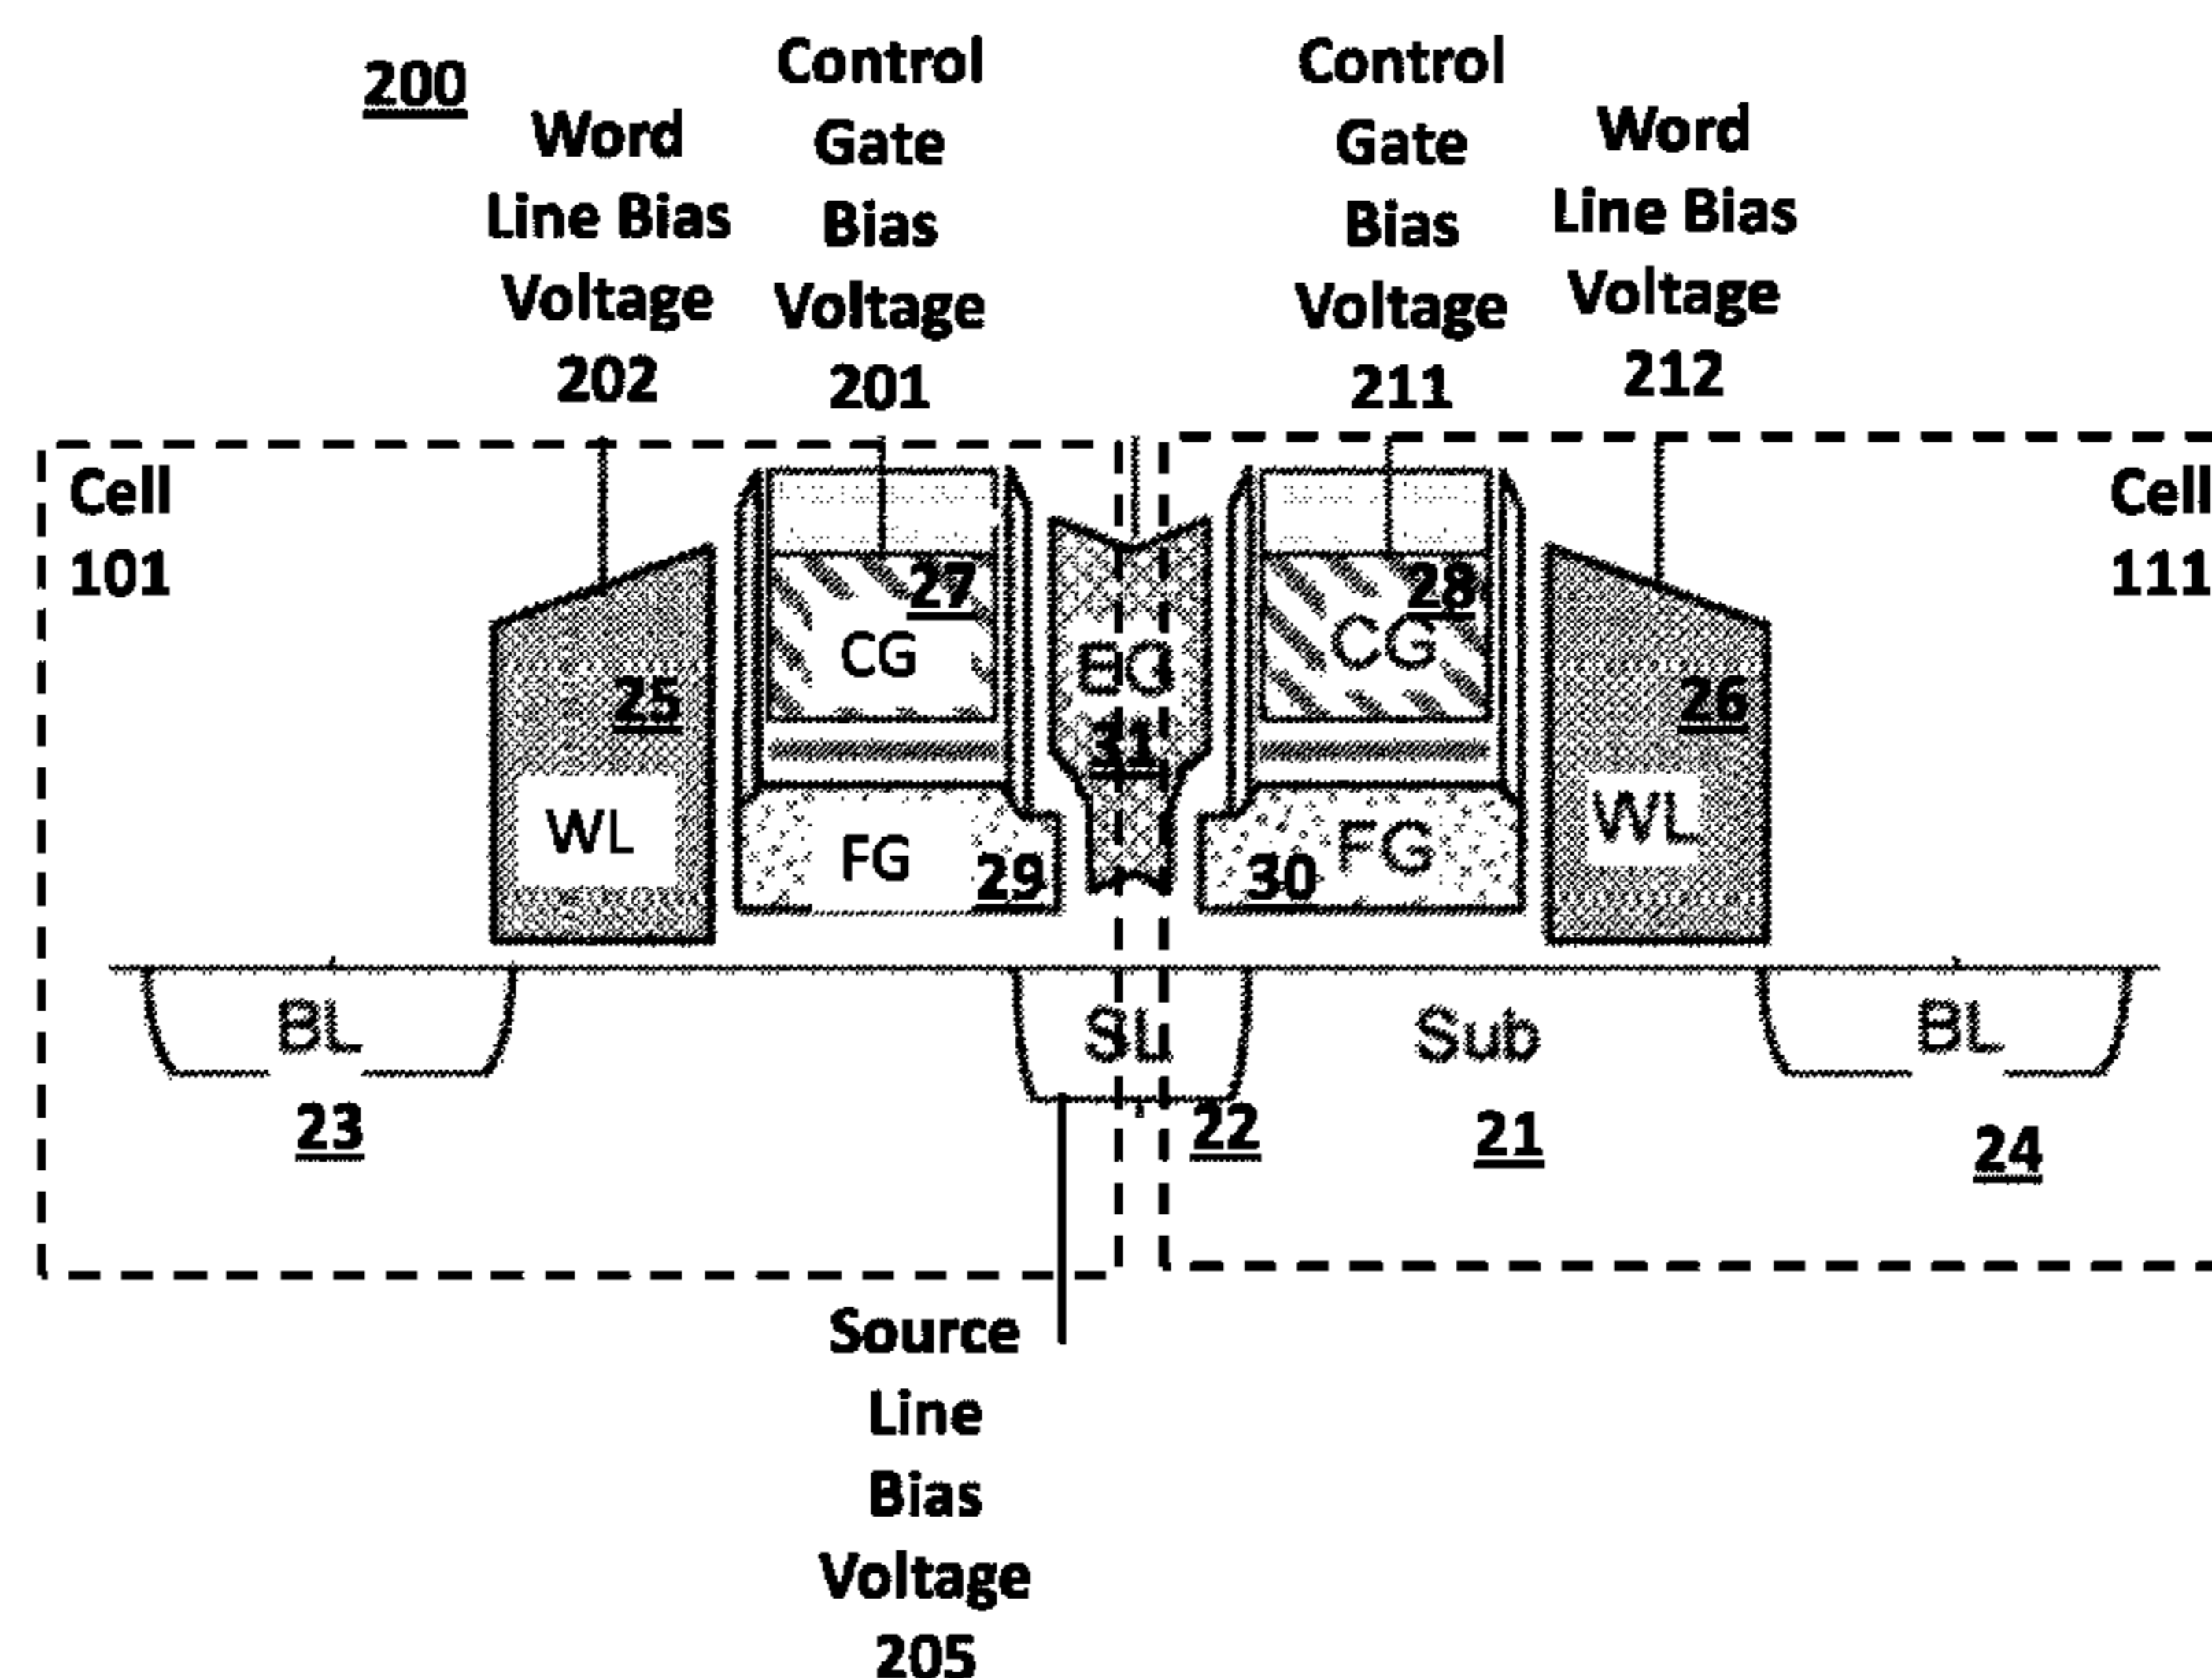 200
Word
Line Bias
Voltage
202
Control
Gate
Bias
Voltage
201
Control
Gate
Bias
Voltage
211
Word
Line Bias
Voltage
212
Cell
101
Cell
111
25
WL
27
CG
FG
29
EG
31
28
CG
30
FG
26
WL
BL
23
SL
22
Sub
21
BL
24
Source
Line
Bias
Voltage
205